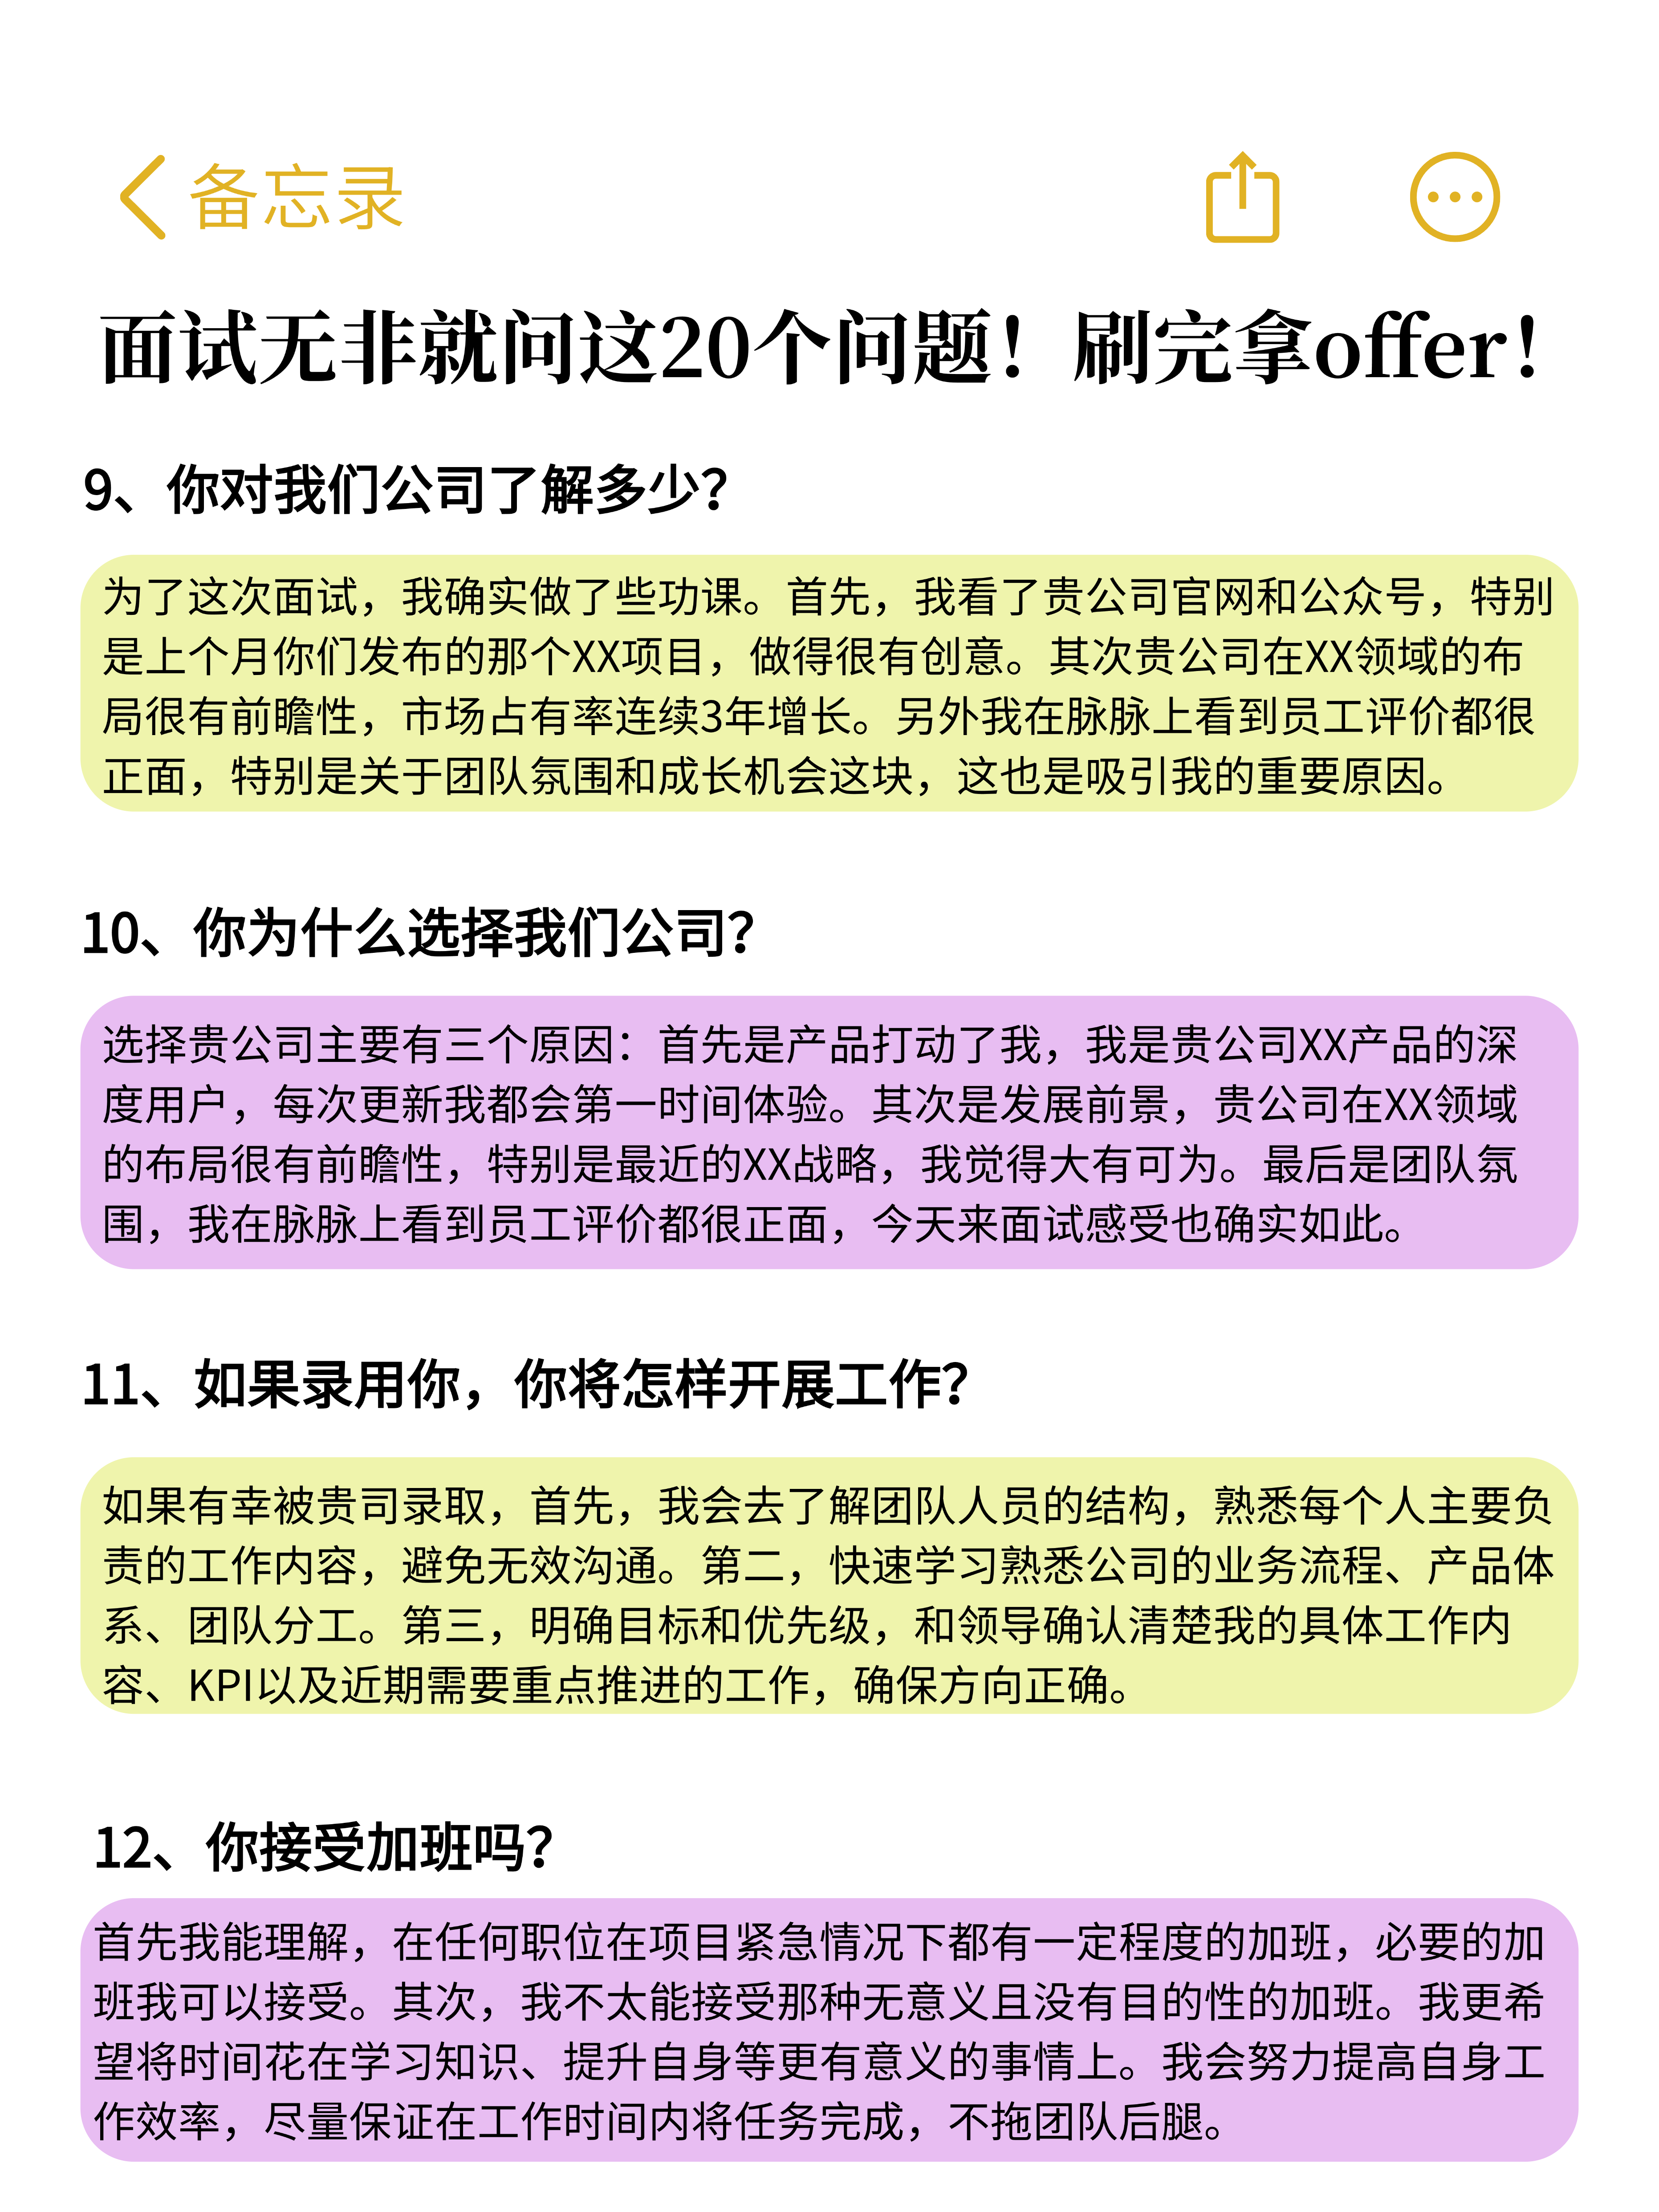 备忘录
面试无非就问这20个问题！刷完拿offer！
9、你对我们公司了解多少？
为了这次面试，我确实做了些功课。首先，我看了贵公司官网和公众号，特别
是上个月你们发布的那个XX项目，做得很有创意。其次贵公司在XX领域的布
局很有前瞻性，市场占有率连续3年增长。另外我在脉脉上看到员工评价都很
正面，特别是关于团队氛围和成长机会这块，这也是吸引我的重要原因。
10、你为什么选择我们公司？
选择贵公司主要有三个原因：首先是产品打动了我，我是贵公司XX产品的深
度用户，每次更新我都会第一时间体验。其次是发展前景，贵公司在XX领域
的布局很有前瞻性，特别是最近的XX战略，我觉得大有可为。最后是团队氛
围，我在脉脉上看到员工评价都很正面，今天来面试感受也确实如此。
11、如果录用你，你将怎样开展工作？
如果有幸被贵司录取，首先，我会去了解团队人员的结构，熟悉每个人主要负
责的工作内容，避免无效沟通。第二，快速学习熟悉公司的业务流程、产品体
系、团队分工。第三，明确目标和优先级，和领导确认清楚我的具体工作内
容、KPI以及近期需要重点推进的工作，确保方向正确。
12、你接受加班吗？
首先我能理解，在任何职位在项目紧急情况下都有一定程度的加班，必要的加
班我可以接受。其次，我不太能接受那种无意义且没有目的性的加班。我更希
望将时间花在学习知识、提升自身等更有意义的事情上。我会努力提高自身工
作效率，尽量保证在工作时间内将任务完成，不拖团队后腿。